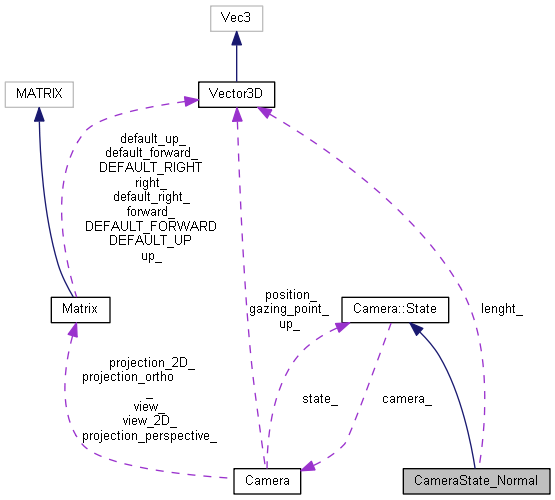 Vec3
MATRIX
Vector3D
default_up_
default_forward_
DEFAULT_RIGHT
right_
default_right_
forward_
DEFAULT_FORWARD
DEFAULT_UP
up_
Matrix
position_
gazing_point_
up_
Camera::State
lenght_
projection_2D_
projection_ortho
_
view_
view_2D_
projection_perspective_
state_
camera_
Camera
CameraState_Normal